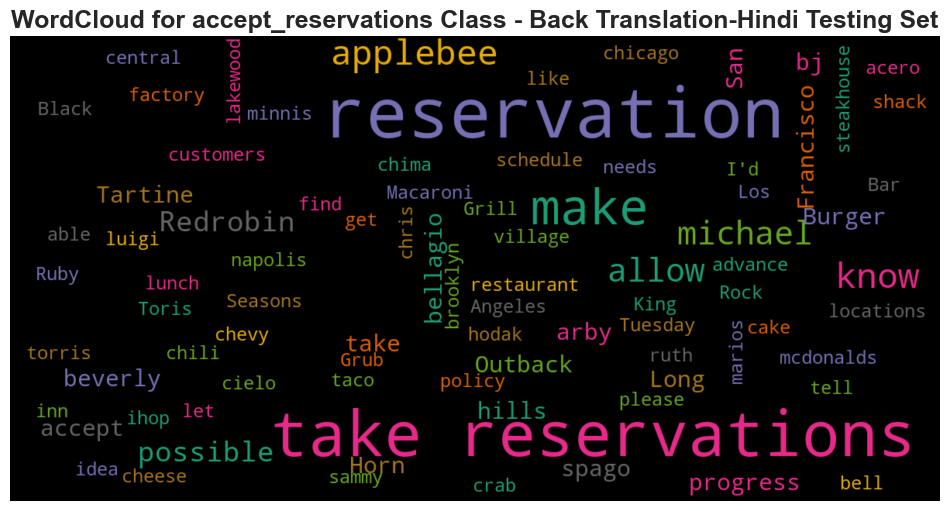 WordCloud for accept_reservations Class - Back Translation-Hindi Testing Set
central
lakewood
applebee
chicago
San
bj
steakhouse
acero
like
factory
Black
minnis
reservation
Francisco
shack
customers
chima
schedule
needs
I'd
Tartine
find
Macaroni
Los
Bar
Redrobin
get
chris
Grill
make
Burger
able
luigi
bellagio
village
michael
napolis
brooklyn
allow
advance
know
Ruby
lunch
restaurant
Toris
Seasons
Angeles
King
Rock
locations
chevy
hodak
arby
Tuesday
cake
torris
chili
take
Grub
ruth
marios
mcdonalds
beverly
cielo
taco
policy
Outback
Long
tell
please
inn
ihop
let
hills
accept
take reservations
possible
Horn
idea
cheese
sammy
spago
crab
progress
bell